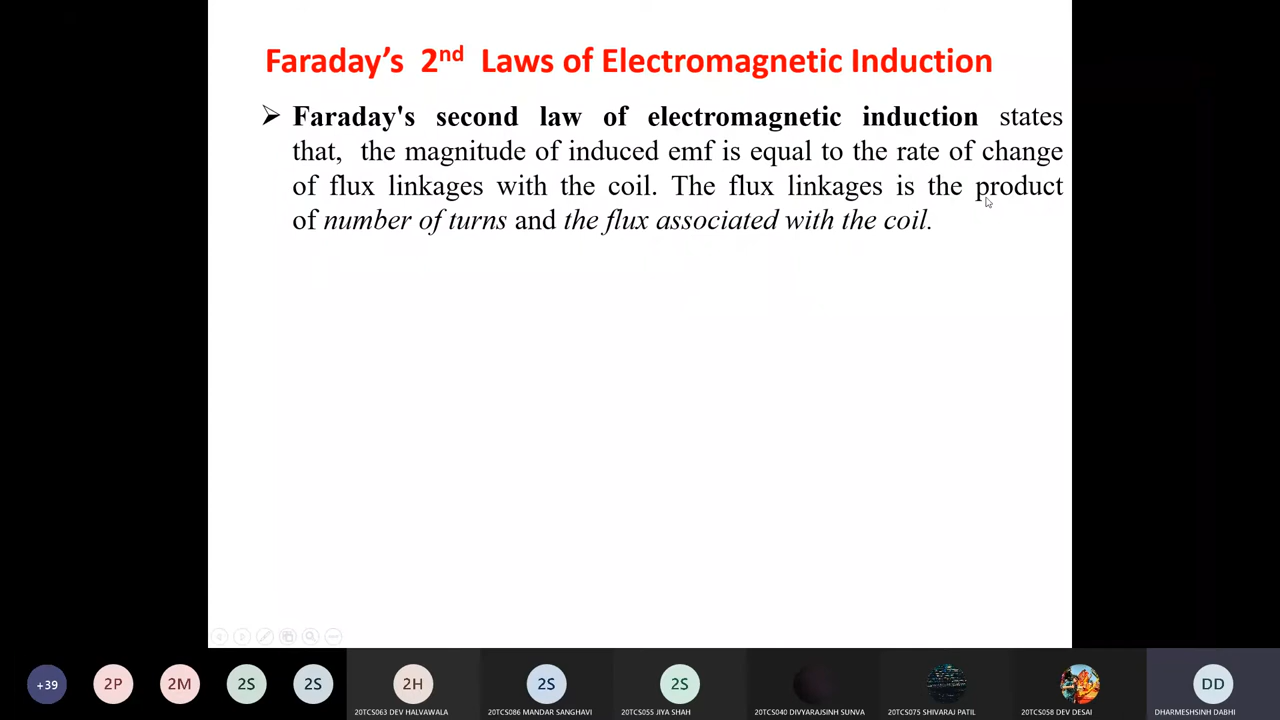 Faraday’s 2nd Laws of Electromagnetic Induction
➢ Faraday's second law of electromagnetic induction states
that, the magnitude of induced emf is equal to the rate of change
of flux linkages with the coil. The flux linkages is the product
of number of turns and the flux associated with the coil.
+39
2P
2M
2S
2S
2H
2S
2S
DD
20TCS063 DEV HALVAWALA
20TCS086 MANDAR SANGHAVI
20TCS055 JIYA SHAH
20TCS040 DIVYARAJSINH SUNVA
20TCS075 SHIVARAJ PATIL
20TCS058 DEV DESAI
DHARMESHSINH DABHI